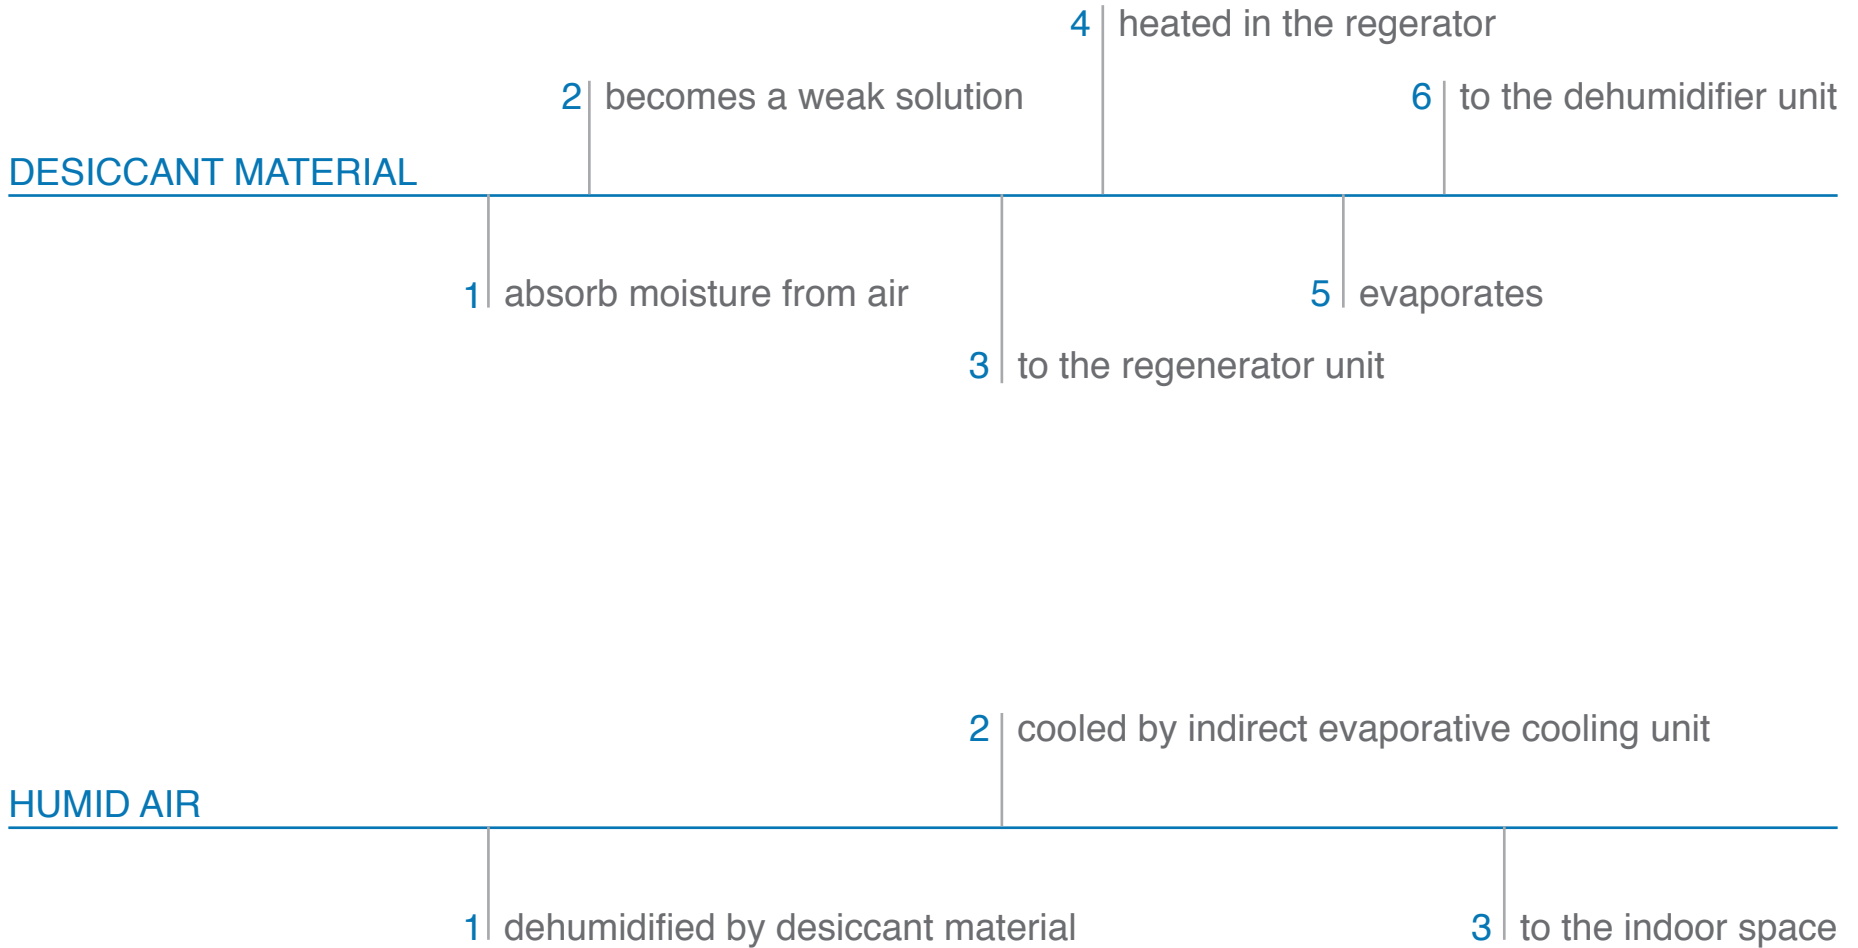 4 heated in the regerator
2 becomes a weak solution
6 to the dehumidifier unit
DESICCANT MATERIAL
1 absorb moisture from air
5 evaporates
3 to the regenerator unit
2 cooled by indirect evaporative cooling unit
HUMID AIR
1 dehumidified by desiccant material
3 to the indoor space